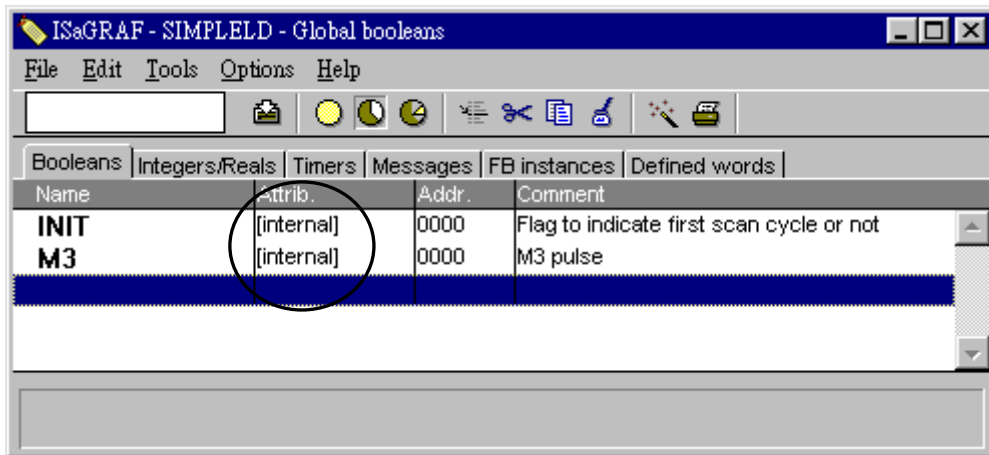 ISaGRAF - SIMPLELD - Global booleans
File Edit Tools Options Help
Booleans Integers/Reals Timers Messages FB instances Defined words
Name Attrib. Addr. Comment
INIT [internal] 0000 Flag to indicate first scan cycle or not
M3 [internal] 0000 M3 pulse